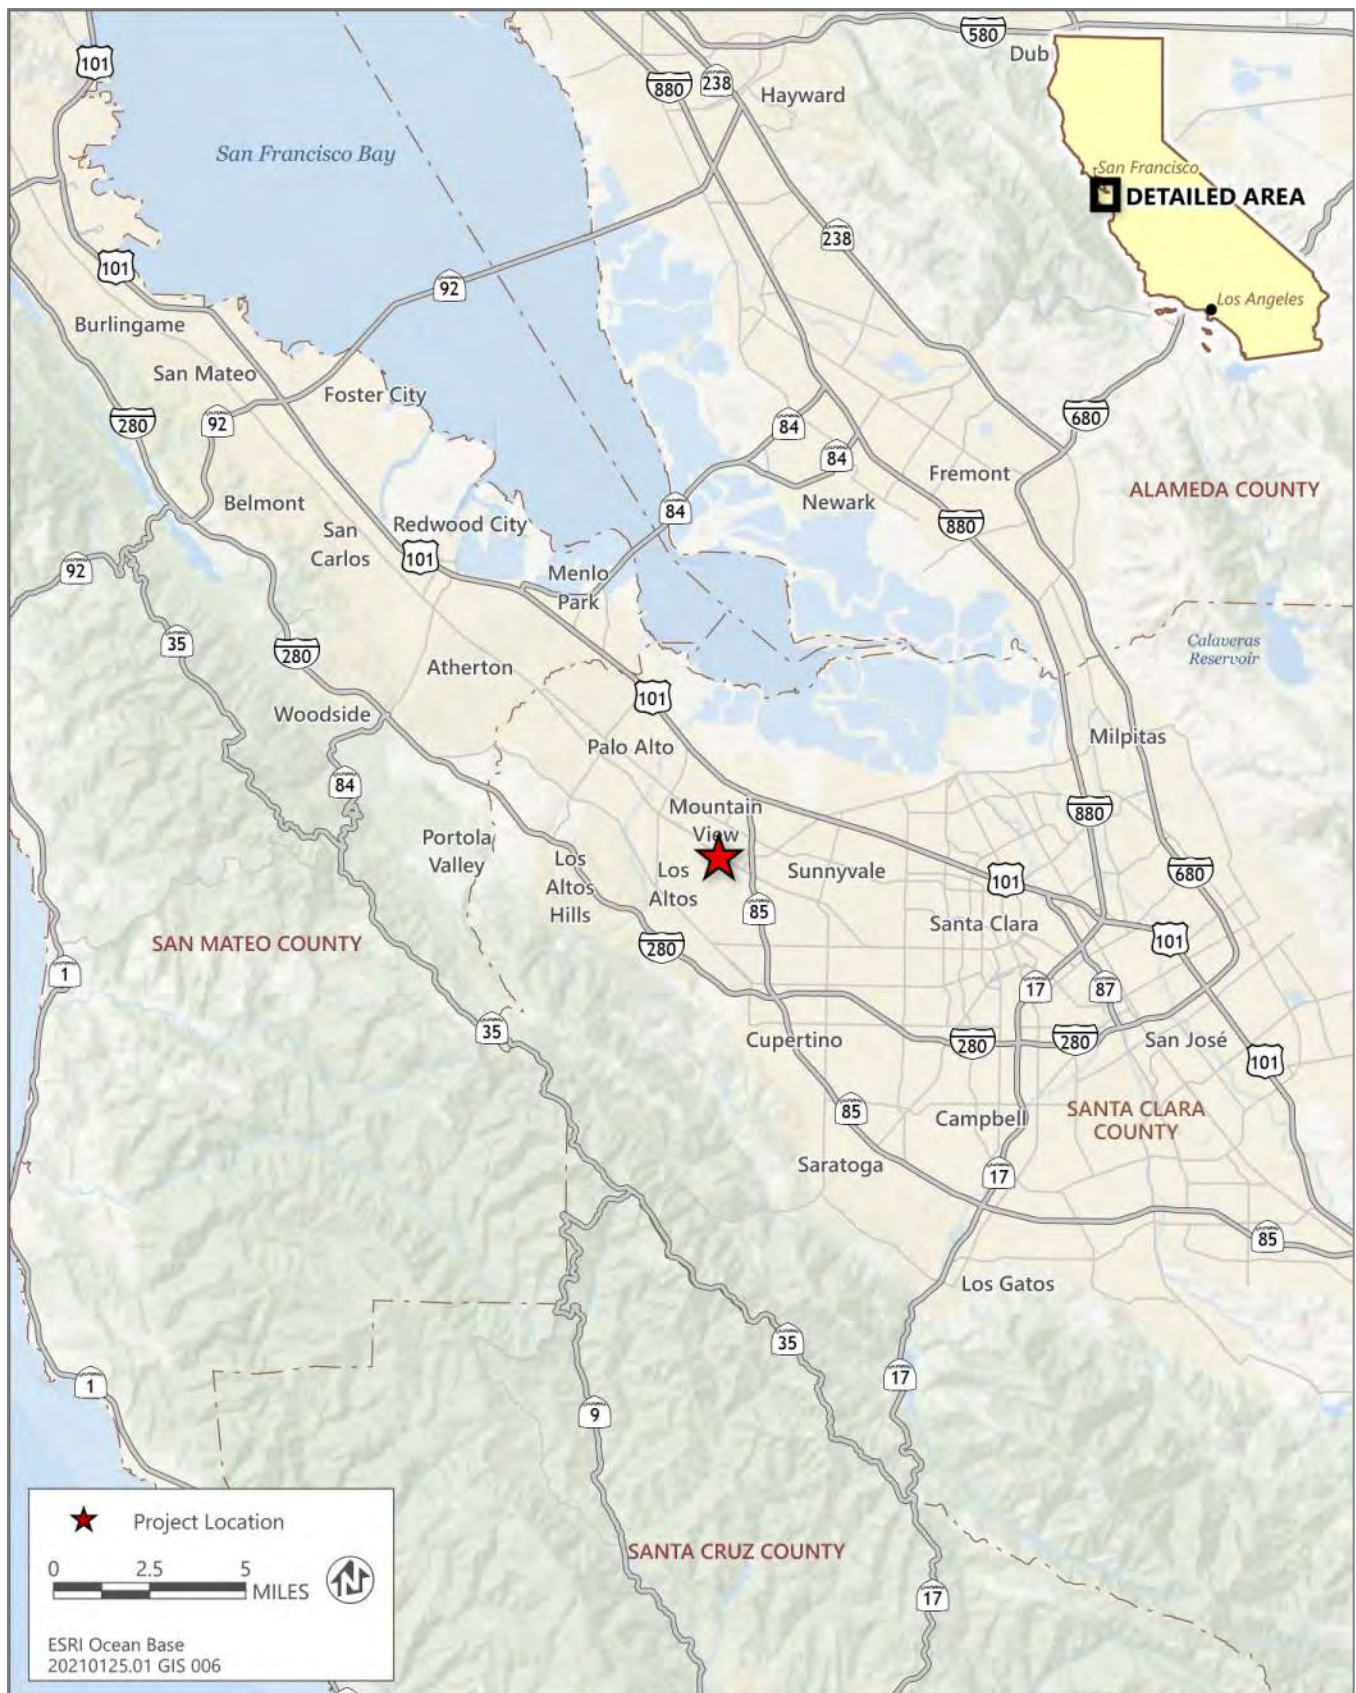 580
101
880
238
Dub
Hayward
San Francisco Bay
San Francisco
DETAILED AREA
238
101
92
Los Angeles
Burlingame
San Mateo
Foster City
280
92
84
680
84
Fremont
ALAMEDA COUNTY
Belmont
Newark
84
Redwood City
San
Carlos
880
101
92
Menlo
Park
35
280
Calaveras
Reservoir
Atherton
101
Woodside
Palo Alto
Milpitas
84
Mountain
View
880
Portola
Valley
Los
Altos
Hills
Los
Altos
Sunnyvale
101
680
85
Santa Clara
SAN MATEO COUNTY
280
101
1
17
87
35
Cupertino
280
280
San José
101
85
Campbell
SANTA CLARA
COUNTY
Saratoga
17
85
Los Gatos
35
1
17
9
Project Location
SANTA CRUZ COUNTY
0 2.5 5
MILES
N
17
ESRI Ocean Base
20210125.01 GIS 006